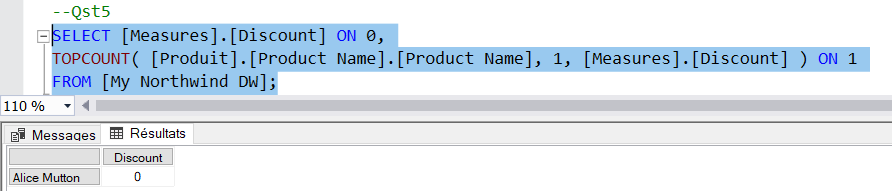 --Qst5
SELECT [Measures].[Discount] ON 0,
TOPCOUNT( [Produit].[Product Name].[Product Name], 1, [Measures].[Discount] ) ON 1
FROM [My Northwind DW];
110 %
Messages Résultats
Discount
Alice Mutton 0